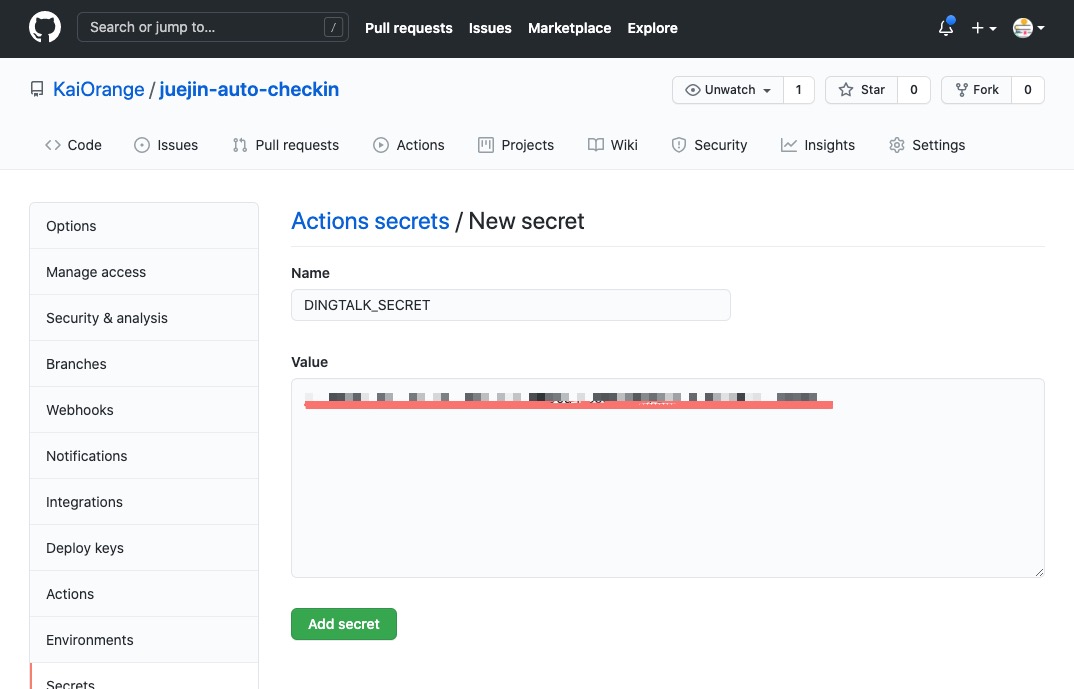 Search or jump to... /
Pull requests Issues Marketplace Explore
KaiOrange / juejin-auto-checkin
Unwatch 1 Star 0 Fork 0
Code Issues Pull requests Actions Projects Wiki Security Insights Settings
Options
Manage access
Security & analysis
Branches
Webhooks
Notifications
Integrations
Deploy keys
Actions
Environments
Secrets
Actions secrets / New secret
Name
DINGTALK_SECRET
Value
Add secret